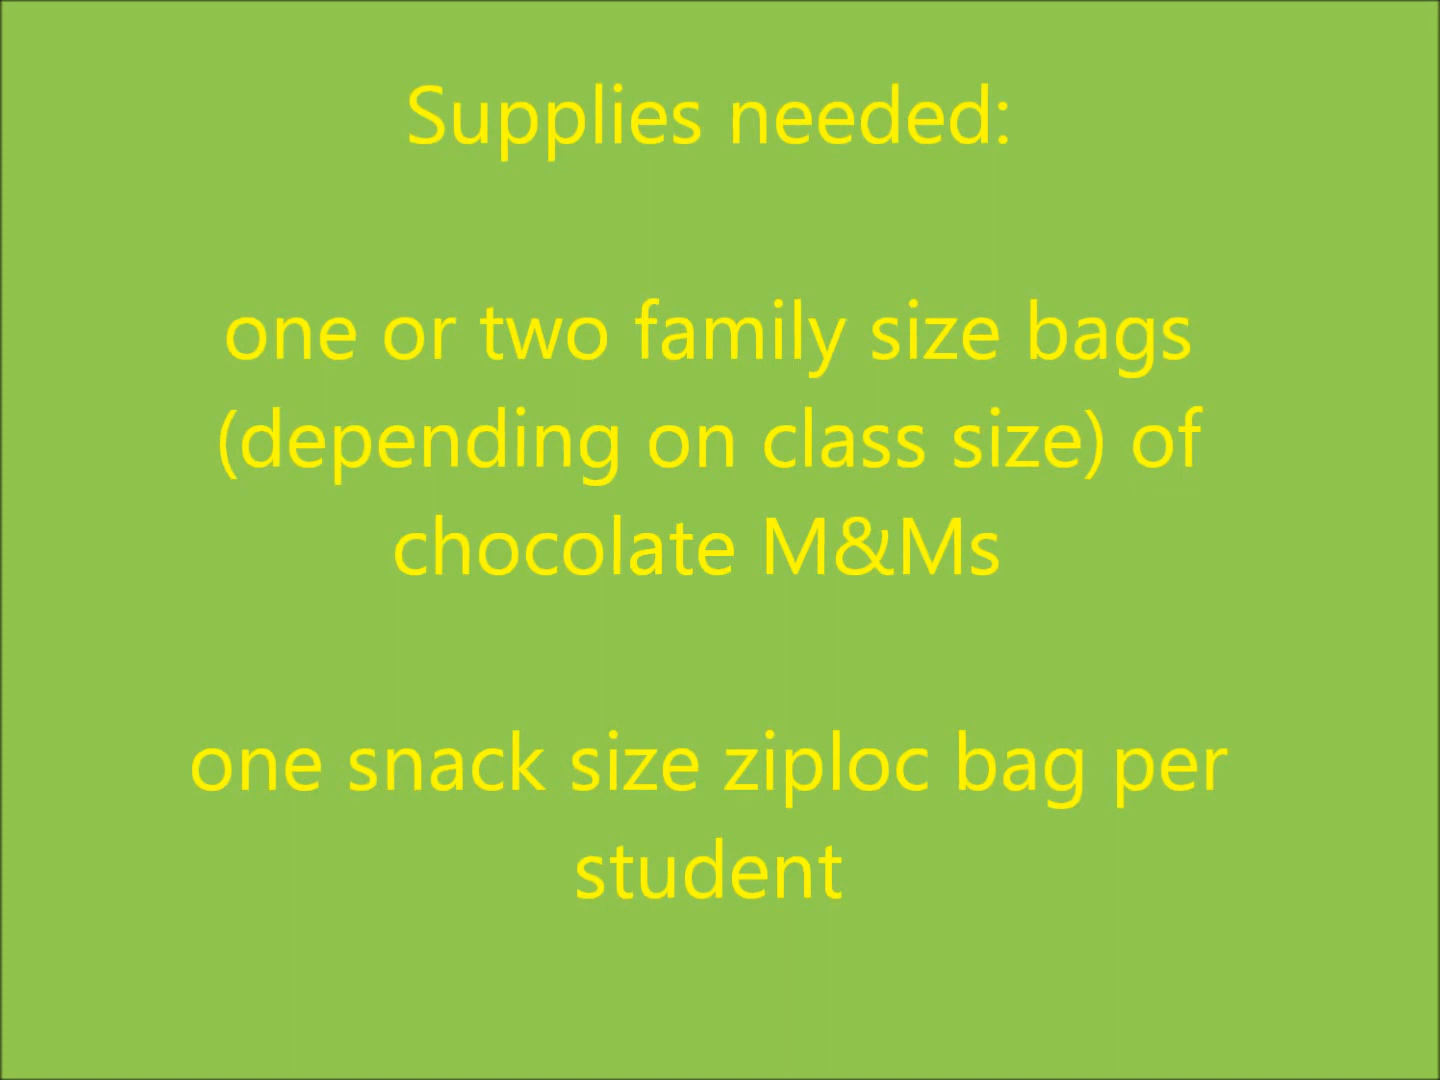 Supplies needed:
one or two family size bags
(depending on class size) of
chocolate M&Ms
one snack size ziploc bag per
student